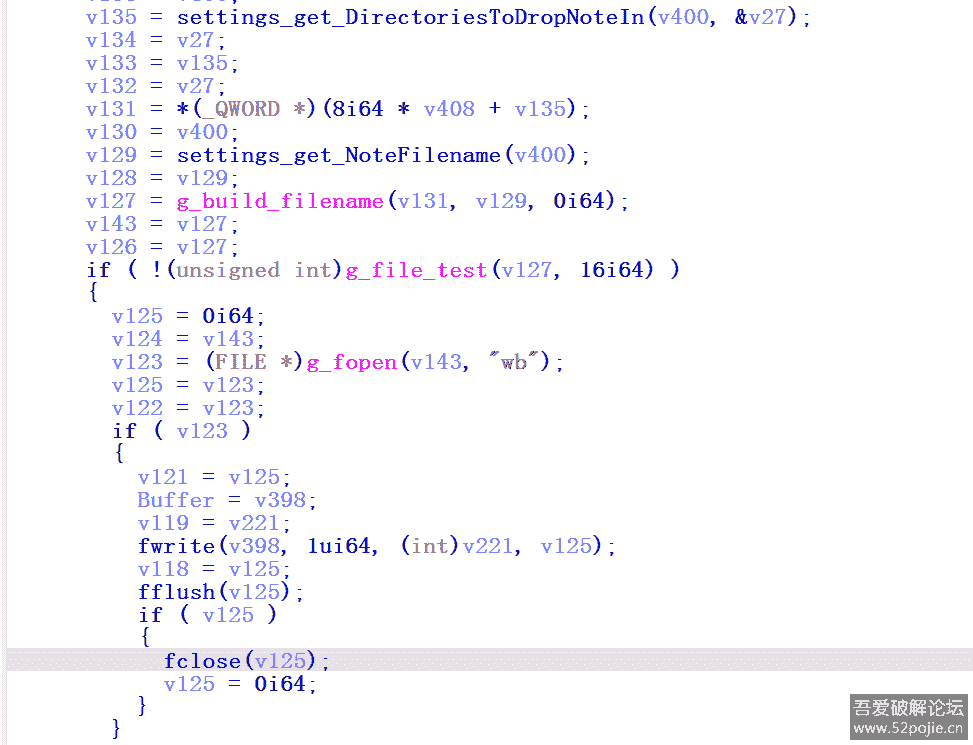 v135 = settings_get_DirectoriesToDropNoteIn(v400, &v27);
v134 = v27;
v133 = v135;
v132 = v27;
v131 = *(_QWORD *)(8i64 * v408 + v135);
v130 = v400;
v129 = settings_get_NoteFilename(v400);
v128 = v129;
v127 = g_build_filename(v131, v129, 0i64);
v143 = v127;
v126 = v127;
if ( !(unsigned int)g_file_test(v127, 16i64) )
{
v125 = 0i64;
v124 = v143;
v123 = (FILE *)g_fopen(v143, "wb");
v125 = v123;
v122 = v123;
if ( v123 )
{
v121 = v125;
Buffer = v398;
v119 = v221;
fwrite(v398, 1ui64, (int)v221, v125);
v118 = v125;
fflush(v125);
if ( v125 )
{
fclose(v125);
v125 = 0i64;
}
}
吾爱破解论坛
www.52pojie.cn